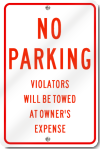 NO
PARKING
VIOLATORS
WILL BE TOWED
AT OWNER'S
EXPENSE